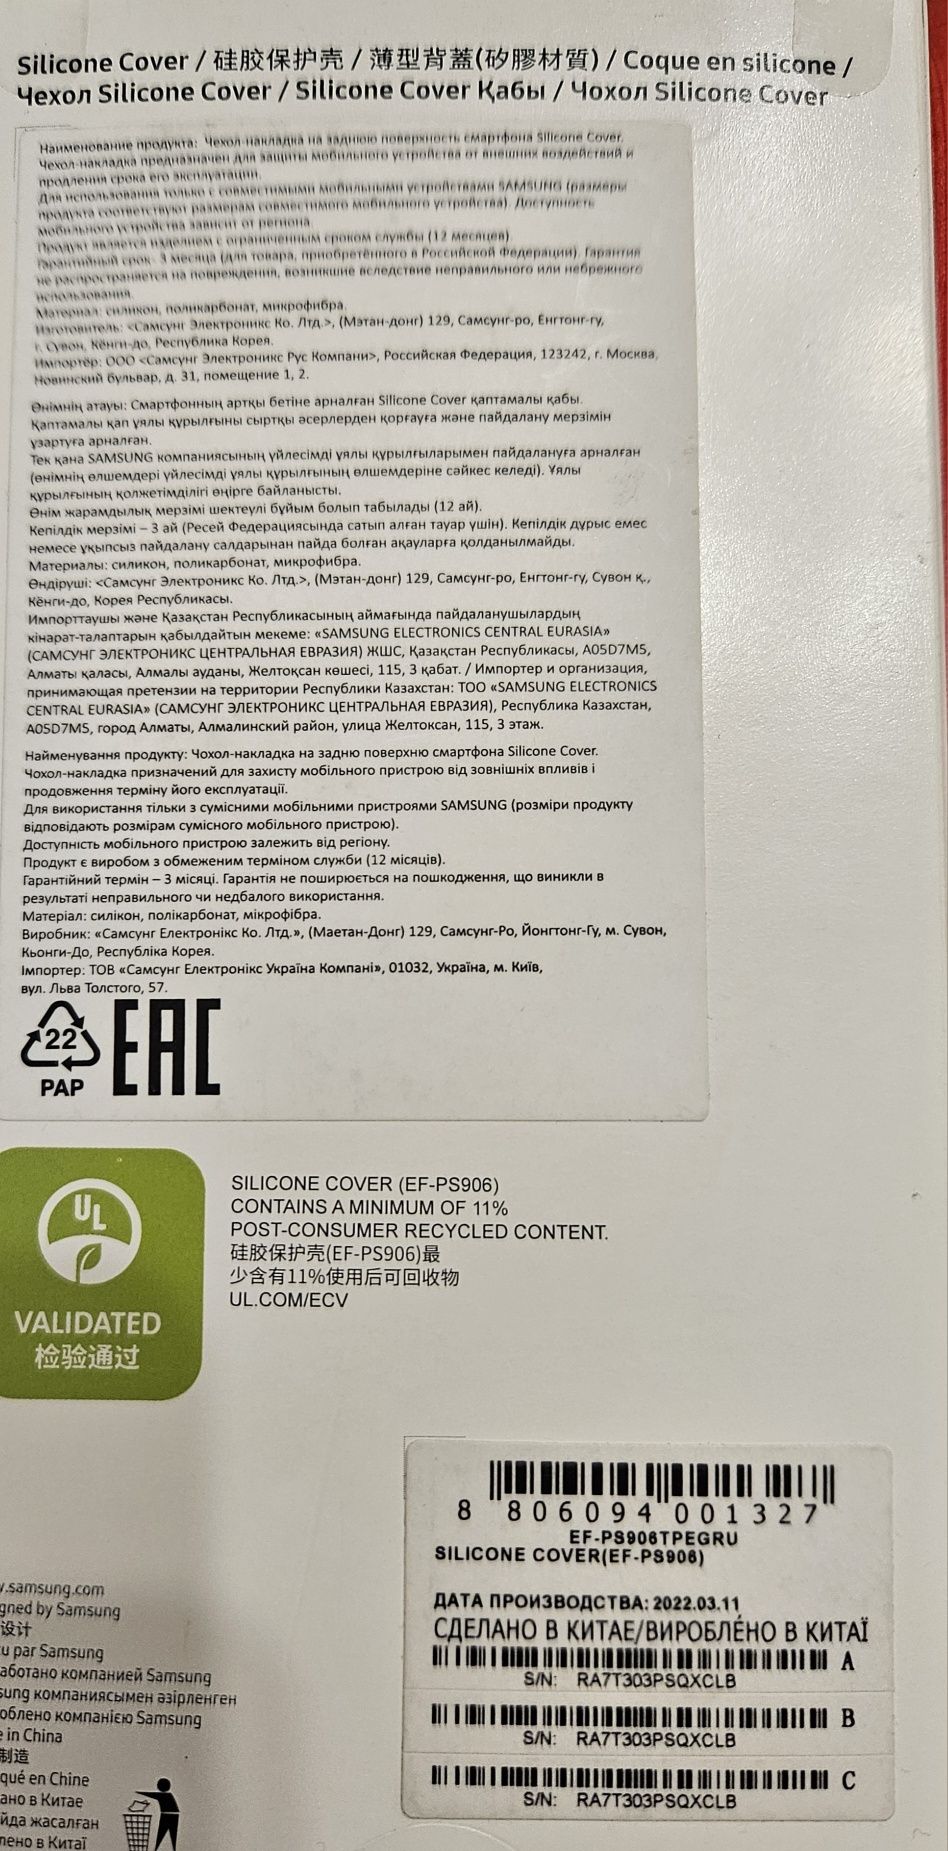 Silicone Cover / 硅胶保护壳 / 薄型背蓋(矽膠材質) / Coque en silicone /
Чехол Silicone Cover / Silicone Cover Қабы / Чохол Silicone Cover
Наименование продукта: Чехол-накладка на заднюю поверхность смартфона Silicone Cover.
Чехол-накладка предназначен для защиты мобильного устройства от внешних воздействий и
продления срока его эксплуатации.
Для использования только с совместимыми мобильными устройствами SAMSUNG (размеры
продукта соответствуют размерам совместимого мобильного устройства). Доступность
мобильного устройства зависит от региона.
Продукт является изделием с ограниченным сроком службы (12 месяцев).
Гарантийный срок- 3 месяца (для товара, приобретённого в Российской Федерации). Гарантия
не распространяется на повреждения, возникшие вследствие неправильного или небрежного
использования.
Материал: силикон, поликарбонат, микрофибра.
Изготовитель: <Самсунг Электроникс Ко. Лтд.>, (Мэтан-донг) 129, Самсунг-ро, Енгтонг-гу,
г. Сувон, Кёнги-до, Республика Корея.
Импортёр: ООО <Самсунг Электроникс Рус Компани>, Российская Федерация, 123242, г. Москва,
Новинский бульвар, д. 31, помещение 1, 2.
Өнімнің атауы: Смартфонның артқы бетіне арналған Silicone Cover қаптамалы қабы.
Қаптамалы қап ұялы құрылғыны сыртқы әсерлерден қорғауға және пайдалану мерзімін
ұзартуға арналған.
Тек қана SAMSUNG компаниясының үйлесімді ұялы құрылғыларымен пайдалануға арналған
(өнімнің өлшемдері үйлесімді ұялы құрылғының өлшемдеріне сәйкес келеді). Ұялы
құрылғының қолжетімділігі өңірге байланысты.
Өнім жарамдылық мерзімі шектеулі бұйым болып табылады (12 ай).
Кепілдік мерзімі – 3 ай (Ресей Федерациясында сатып алған тауар үшін). Кепілдік дұрыс емес
немесе ұқыпсыз пайдалану салдарынан пайда болған ақауларға қолданылмайды.
Материалы: силикон, поликарбонат, микрофибра.
Өндіруші: <Самсунг Электроникс Ко. Лтд.>, (Мэтан-донг) 129, Самсунг-ро, Енгтонг-гу, Сувон қ.,
Кёнги-до, Корея Республикасы.
Импорттаушы және Қазақстан Республикасының аймағында пайдаланушылардың
кінарат-талаптарын қабылдайтын мекеме: «SAMSUNG ELECTRONICS CENTRAL EURASIA»
(САМСУНГ ЭЛЕКТРОНИКС ЦЕНТРАЛЬНАЯ ЕВРАЗИЯ) ЖШС, Қазақстан Республикасы, A05D7M5,
Алматы қаласы, Алмалы ауданы, Желтоқсан көшесі, 115, 3 қабат. / Импортер и организация,
принимающая претензии на территории Республики Казахстан: ТОО «SAMSUNG ELECTRONICS
CENTRAL EURASIA» (САМСУНГ ЭЛЕКТРОНИКС ЦЕНТРАЛЬНАЯ ЕВРАЗИЯ), Республика Казахстан,
A05D7M5, город Алматы, Алмалинский район, улица Желтоксан, 115, 3 этаж.
Найменування продукту: Чохол-накладка на задню поверхню смартфона Silicone Cover.
Чохол-накладка призначений для захисту мобільного пристрою від зовнішніх впливів і
продовження терміну його експлуатації.
Для використання тільки з сумісними мобільними пристроями SAMSUNG (розміри продукту
відповідають розмірам сумісного мобільного пристрою).
Доступність мобільного пристрою залежить від регіону.
Продукт є виробом з обмеженим терміном служби (12 місяців).
Гарантійний термін – 3 місяці. Гарантія не поширюється на пошкодження, що виникли в
результаті неправильного чи недбалого використання.
Матеріал: силікон, полікарбонат, мікрофібра.
Виробник: «Самсунг Електронікс Ко. Лтд.», (Маетан-Донг) 129, Самсунг-Ро, Йонгтонг-Гу, м. Сувон,
Кьонги-До, Республіка Корея.
Імпортер: ТОВ «Самсунг Електронікс Україна Компані», 01032, Україна, м. Київ,
вул. Льва Толстого, 57.
22
PAP
EAC
UL
VALIDATED
检验通过
SILICONE COVER (EF-PS906)
CONTAINS A MINIMUM OF 11%
POST-CONSUMER RECYCLED CONTENT.
硅胶保护壳(EF-PS906)最
少含有11%使用后可回收物
UL.COM/ECV
8 806094 001327
EF-PS906TPEGRU
SILICONE COVER(EF-PS906)
ДАТА ПРОИЗВОДСТВА: 2022.03.11
СДЕЛАНО В КИТАЕ/ВИРОБЛЕ́НО В КИТАЇ
A
S/N: RA7T303PSQXCLB
B
S/N: RA7T303PSQXCLB
C
S/N: RA7T303PSQXCLB
.samsung.com
gned by Samsung
设计
u par Samsung
аботано компанией Samsung
sung компаниясымен әзірленген
облено компанією Samsung
e in China
制造
qué en Chine
ано в Китае
йда жасалған
лено в Китаї